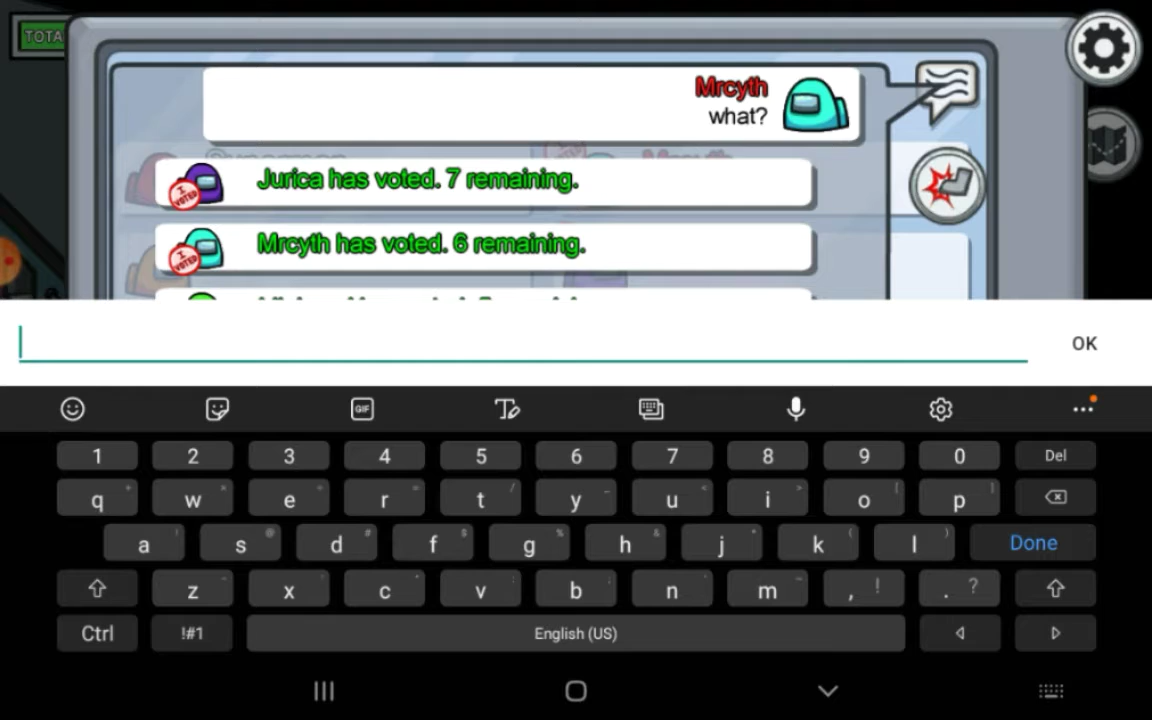 TOTA
Mrcyth
what?
Jurica has voted. 7 remaining.
Mrcyth has voted. 6 remaining.
OK
GIF
1 2 3 4 5 6 7 8 9 0 Del
q w e r t y u i o p
a s d f g h j k l Done
z x c v b n m , ! . ?
Ctrl !#1 English (US)